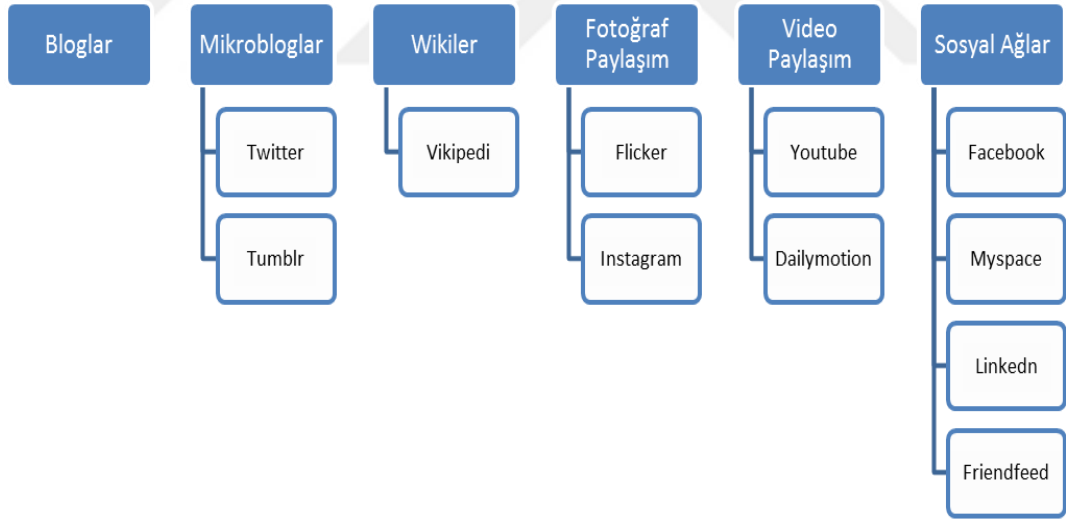 Bloglar
Mikrobloglar
Twitter
Tumblr
Wikiler
Vikipedi
Fotoğraf
Paylaşım
Flicker
Instagram
Video
Paylaşım
Youtube
Dailymotion
Sosyal Ağlar
Facebook
Myspace
Linkedn
Friendfeed